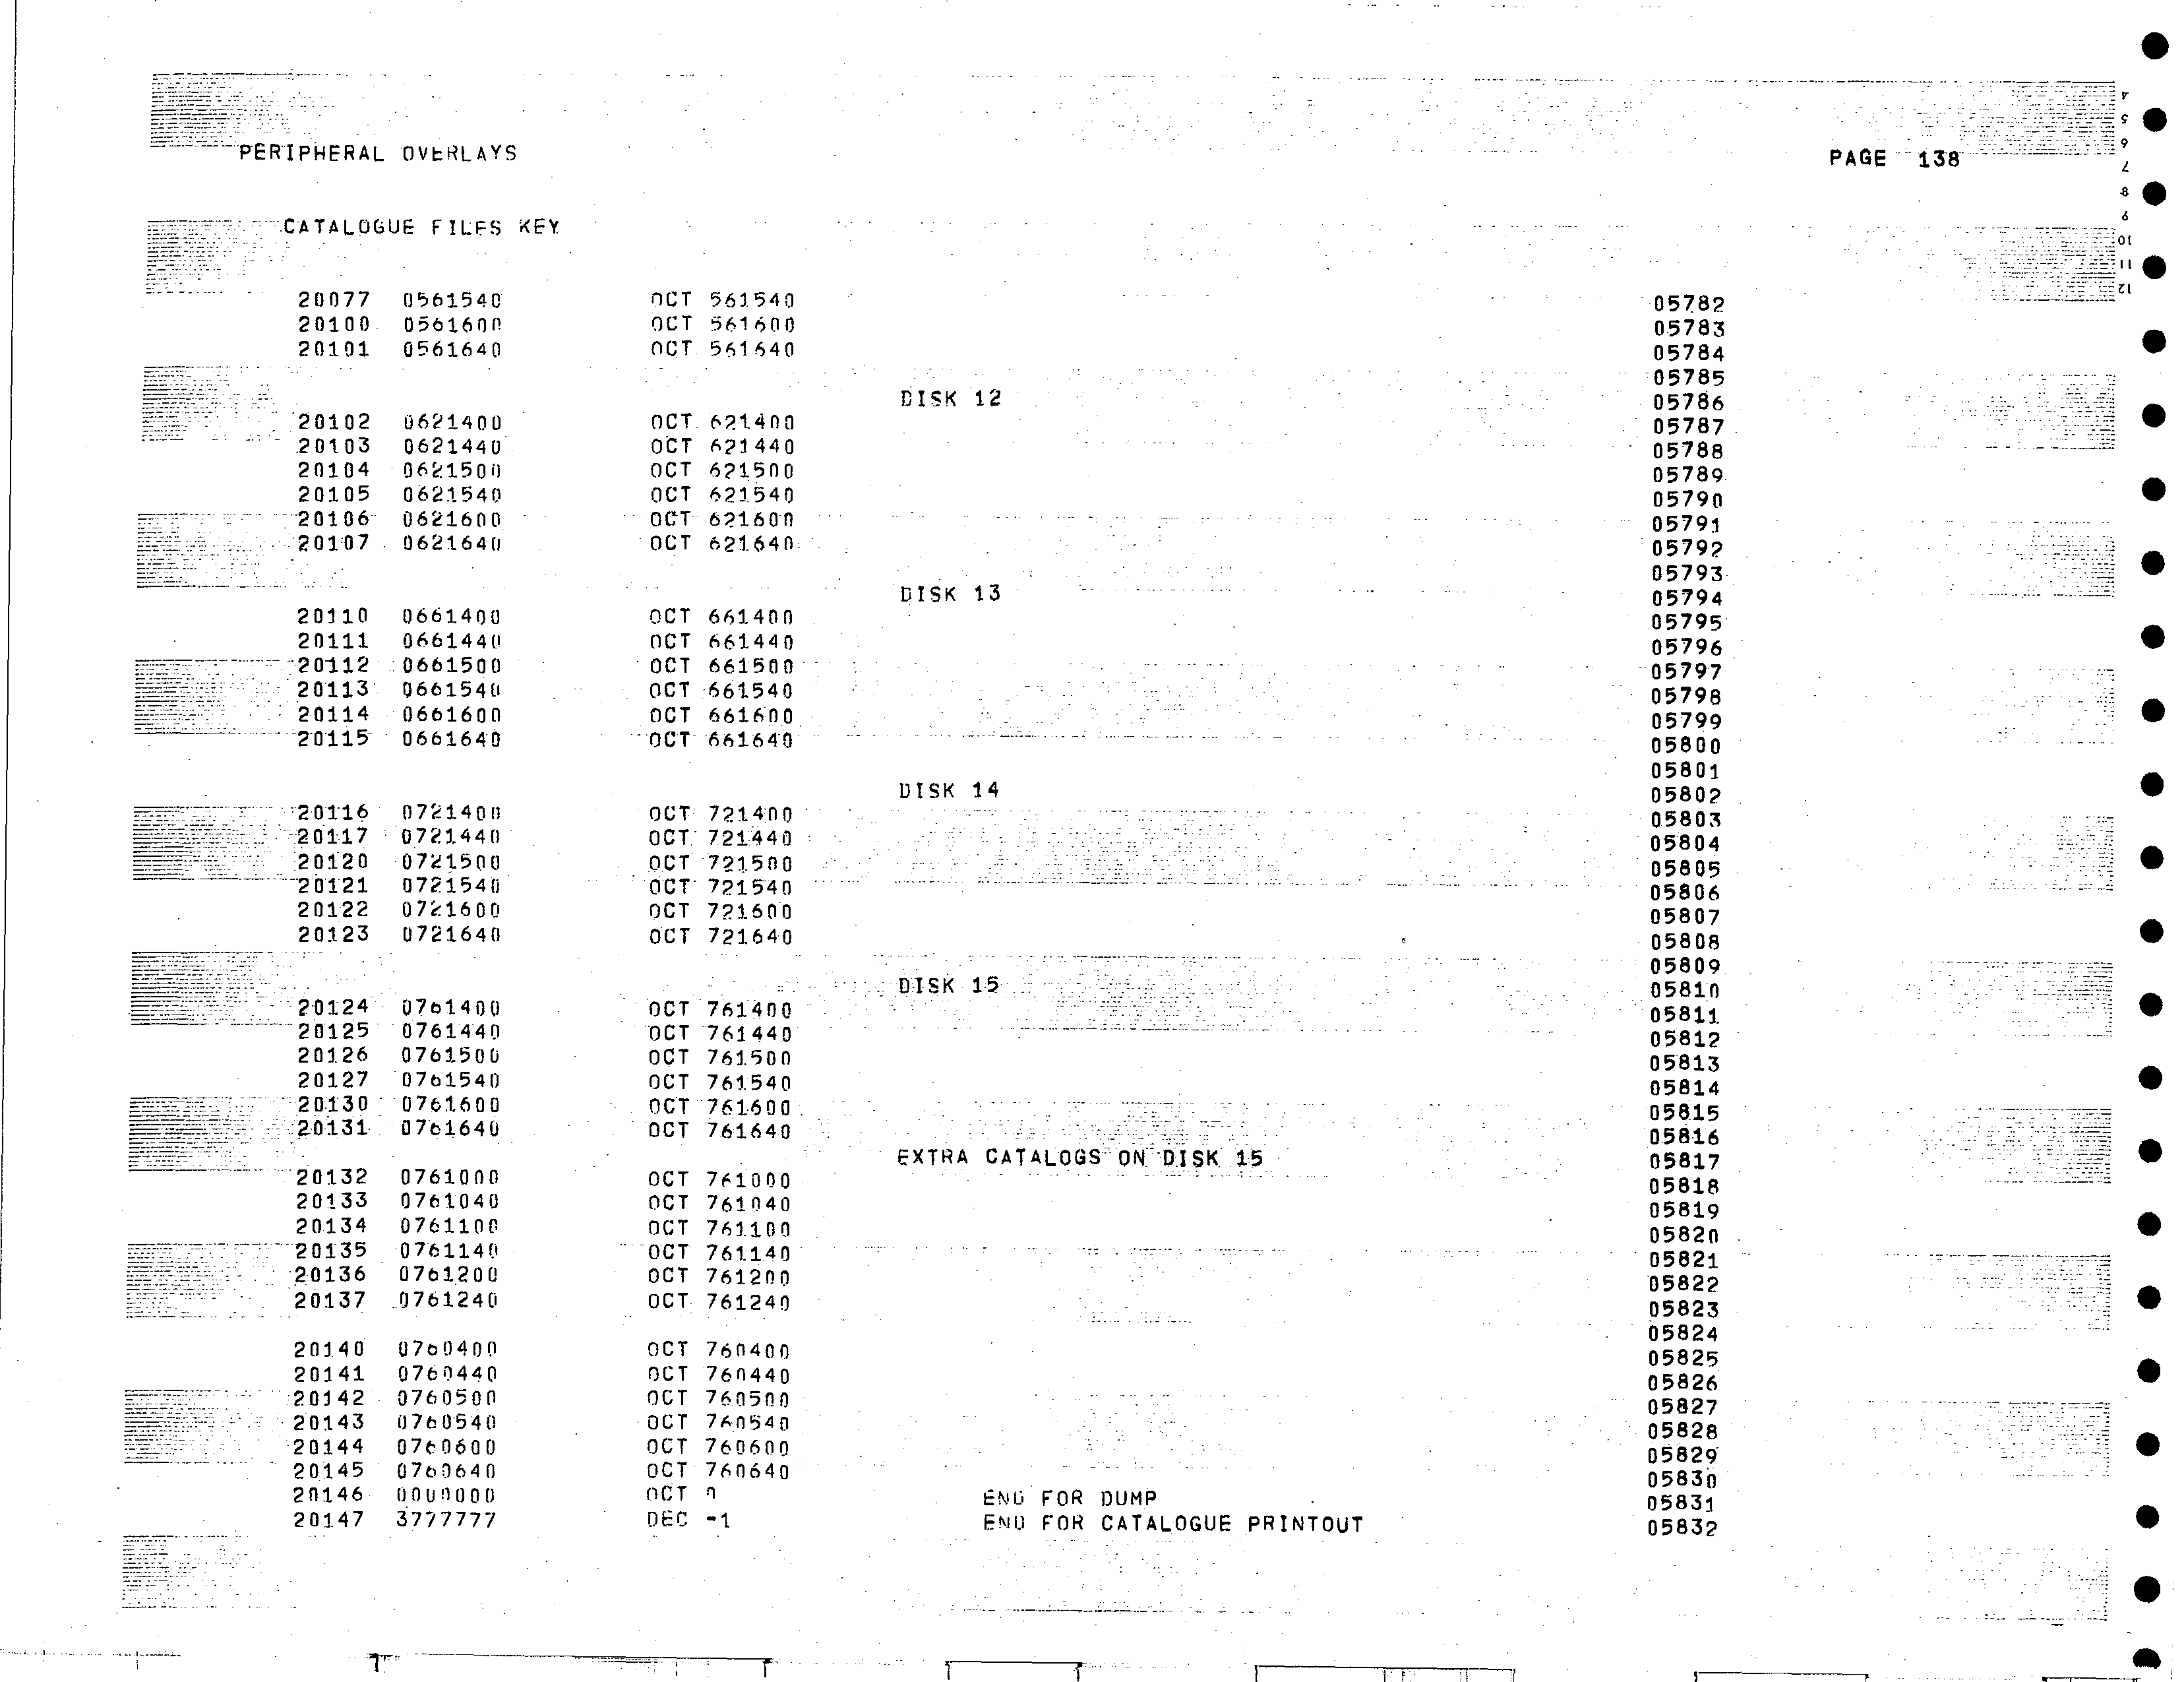 PERIPHERAL OVERLAYS PAGE 138
CATALOGUE FILES KEY
20077 0561540 OCT 561540 05782
20100 0561600 OCT 561600 05783
20101 0561640 OCT 561640 05784
05785
DISK 12 05786
20102 0621400 OCT 621400 05787
20103 0621440 OCT 621440 05788
20104 0621500 OCT 621500 05789
20105 0621540 OCT 621540 05790
20106 0621600 OCT 621600 05791
20107 0621640 OCT 621640 05792
05793
DISK 13 05794
20110 0661400 OCT 661400 05795
20111 0661440 OCT 661440 05796
20112 0661500 OCT 661500 05797
20113 0661540 OCT 661540 05798
20114 0661600 OCT 661600 05799
20115 0661640 OCT 661640 05800
05801
DISK 14 05802
20116 0721400 OCT 721400 05803
20117 0721440 OCT 721440 05804
20120 0721500 OCT 721500 05805
20121 0721540 OCT 721540 05806
20122 0721600 OCT 721600 05807
20123 0721640 OCT 721640 05808
05809
DISK 15 05810
20124 0761400 OCT 761400 05811
20125 0761440 OCT 761440 05812
20126 0761500 OCT 761500 05813
20127 0761540 OCT 761540 05814
20130 0761600 OCT 761600 05815
20131 0761640 OCT 761640 05816
EXTRA CATALOGS ON DISK 15 05817
20132 0761000 OCT 761000 05818
20133 0761040 OCT 761040 05819
20134 0761100 OCT 761100 05820
20135 0761140 OCT 761140 05821
20136 0761200 OCT 761200 05822
20137 0761240 OCT 761240 05823
05824
20140 0760400 OCT 760400 05825
20141 0760440 OCT 760440 05826
20142 0760500 OCT 760500 05827
20143 0760540 OCT 760540 05828
20144 0760600 OCT 760600 05829
20145 0760640 OCT 760640 05830
20146 0000000 OCT 0 END FOR DUMP 05831
20147 3777777 DEC -1 END FOR CATALOGUE PRINTOUT 05832
4
5
6
7
8
9
10
11
12